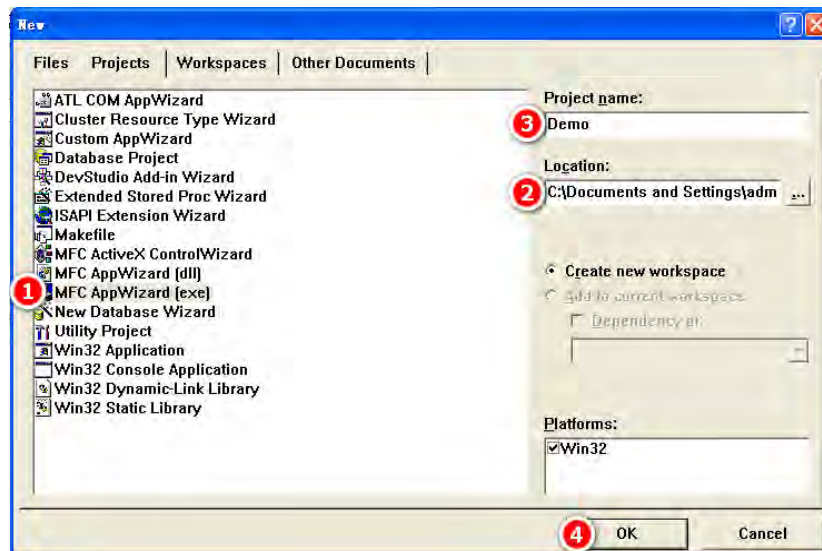 New
Files Projects Workspaces Other Documents
ATL COM AppWizard
Cluster Resource Type Wizard
Custom AppWizard
Database Project
DevStudio Add-in Wizard
Extended Stored Proc Wizard
ISAPI Extension Wizard
Makefile
MFC ActiveX ControlWizard
MFC AppWizard (dll)
1 MFC AppWizard (exe)
New Database Wizard
Utility Project
Win32 Application
Win32 Console Application
Win32 Dynamic-Link Library
Win32 Static Library
Project name:
3 Demo
Location:
2 C:\Documents and Settings\adm ...
Create new workspace
Add to current workspace
Dependency of:
Platforms:
Win32
4 OK Cancel